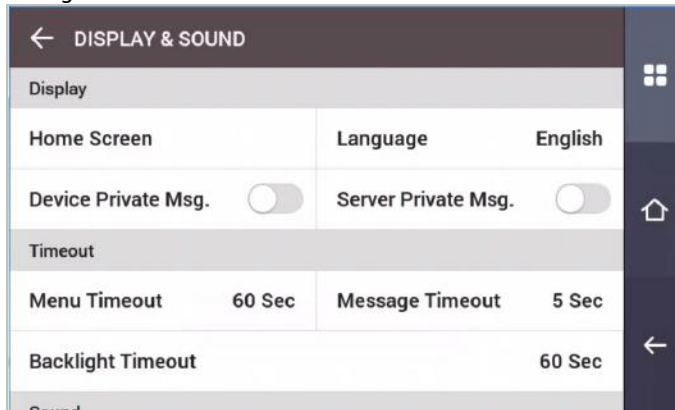 DISPLAY & SOUND
Display
Home Screen
Language English
Device Private Msg.
Server Private Msg.
Timeout
Menu Timeout 60 Sec
Message Timeout 5 Sec
Backlight Timeout 60 Sec
Sound